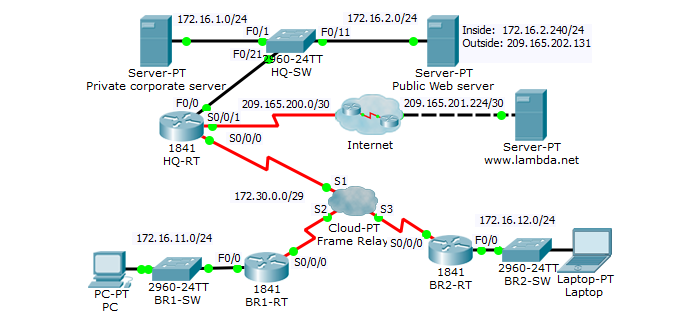 172.16.1.0/24
172.16.2.0/24
F0/1
F0/11
Inside: 172.16.2.240/24
Outside: 209.165.202.131
F0/21
2960-24TT
HQ-SW
Server-PT
Private corporate server
Server-PT
Public Web server
F0/0
S0/0/1
209.165.200.0/30
209.165.201.224/30
S0/0/0
1841
HQ-RT
Internet
Server-PT
www.lambda.net
172.30.0.0/29
S1
S2
S3
Cloud-PT
Frame Relay
172.16.12.0/24
172.16.11.0/24
S0/0/0
F0/0
F0/0
S0/0/0
PC-PT
PC
2960-24TT
BR1-SW
1841
BR1-RT
1841
BR2-RT
2960-24TT
BR2-SW
Laptop-PT
Laptop